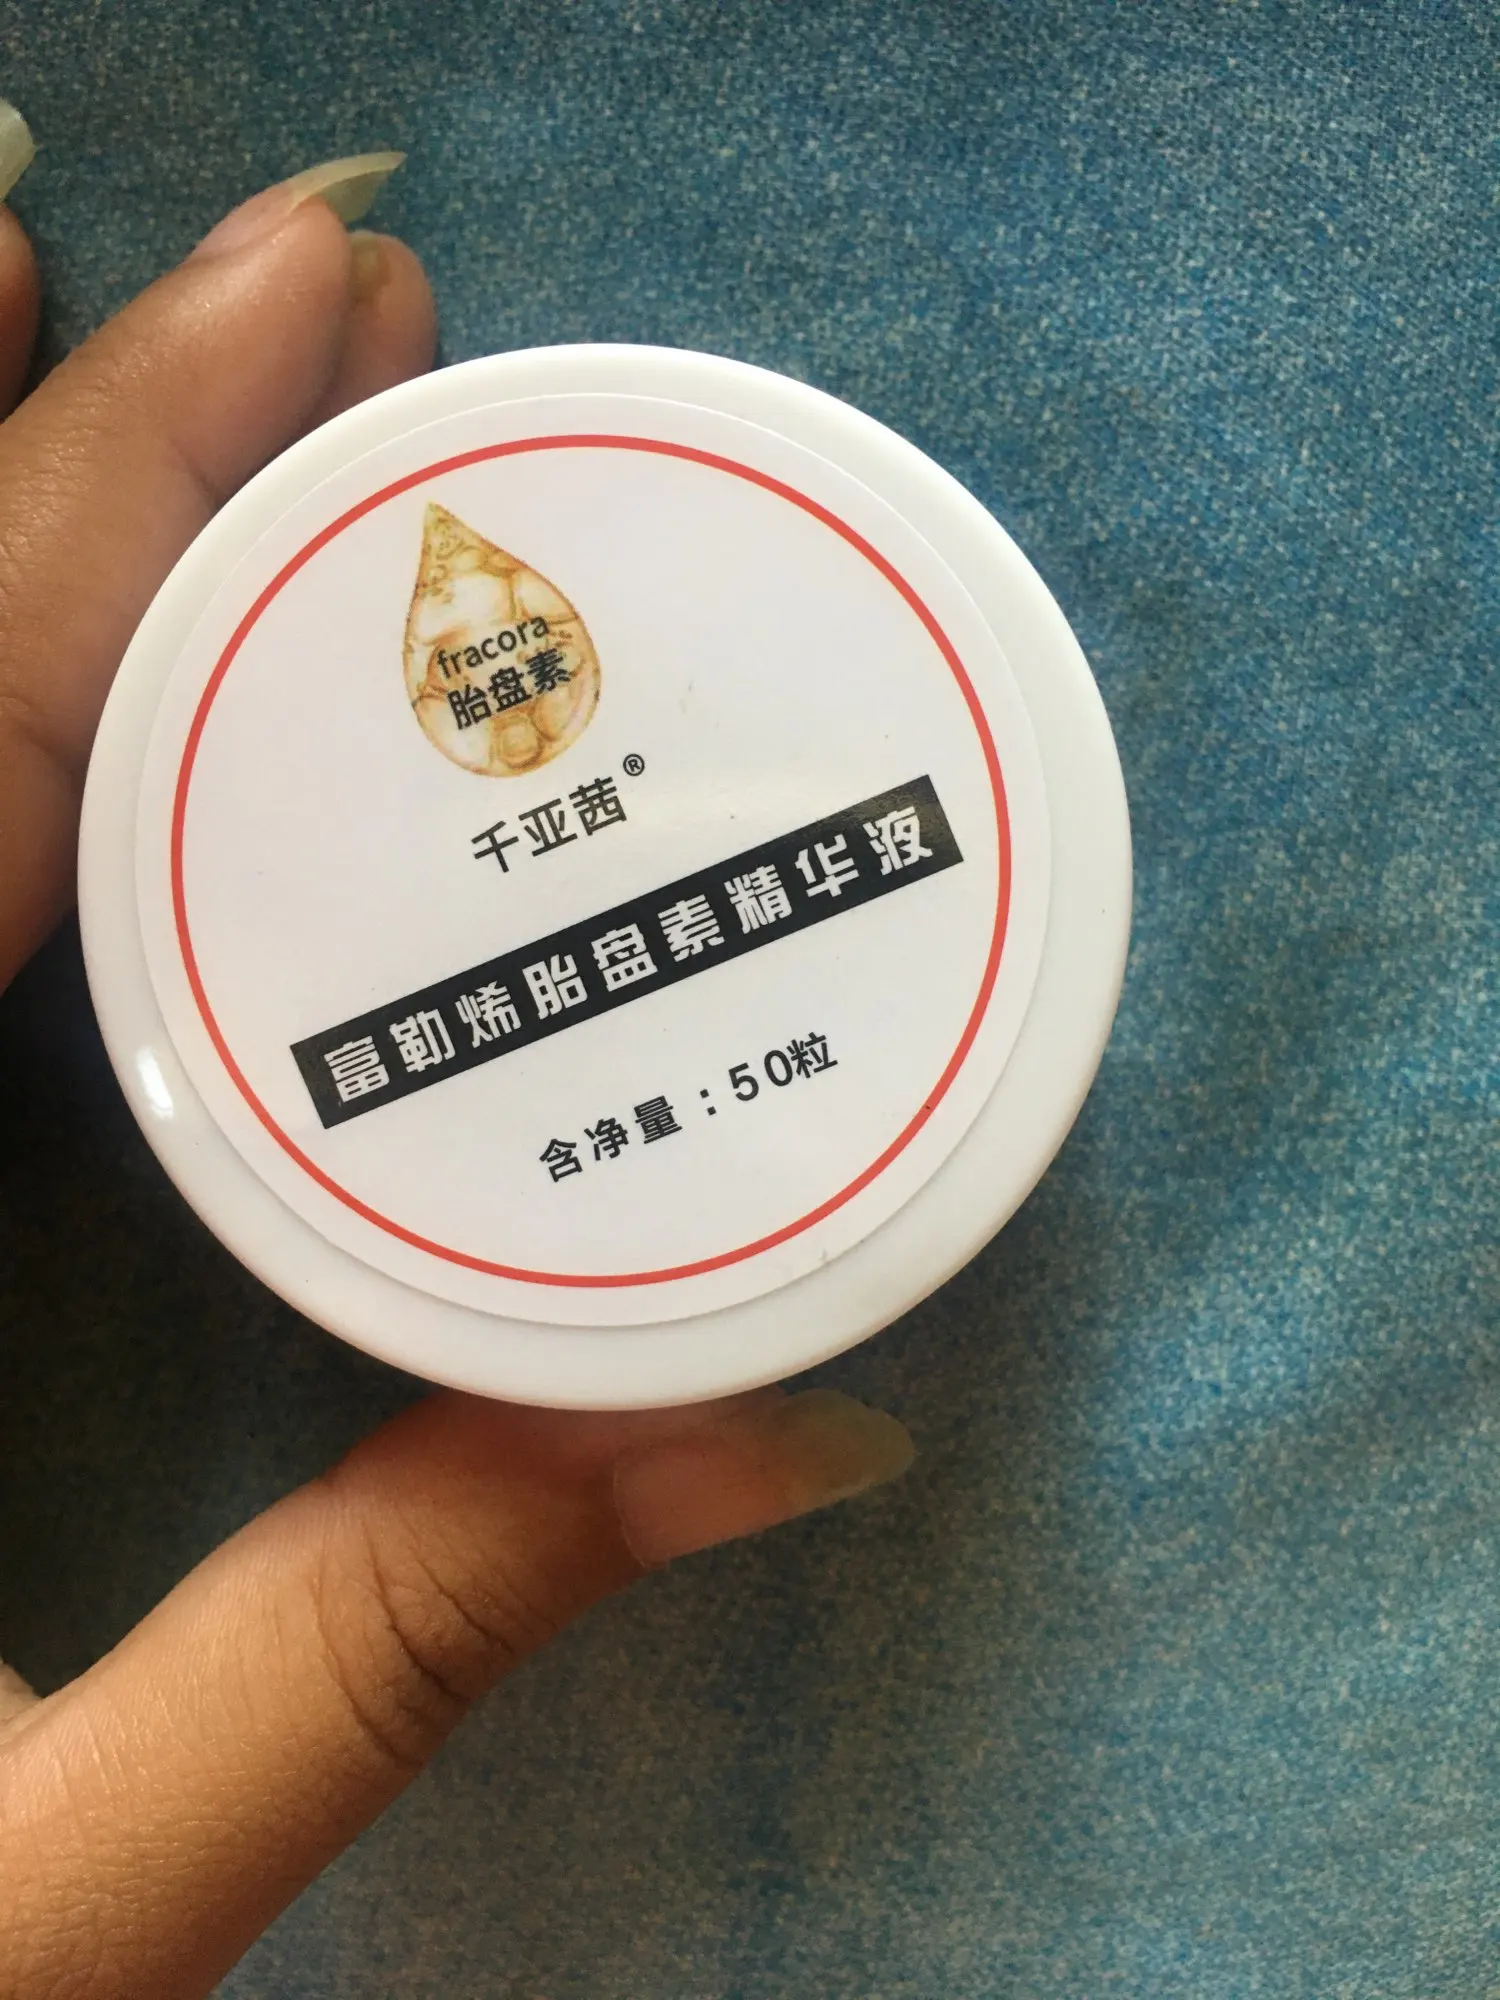 fracora
胎盘素
千亚茜®
富勒烯胎盘素精华液
含净量：50粒